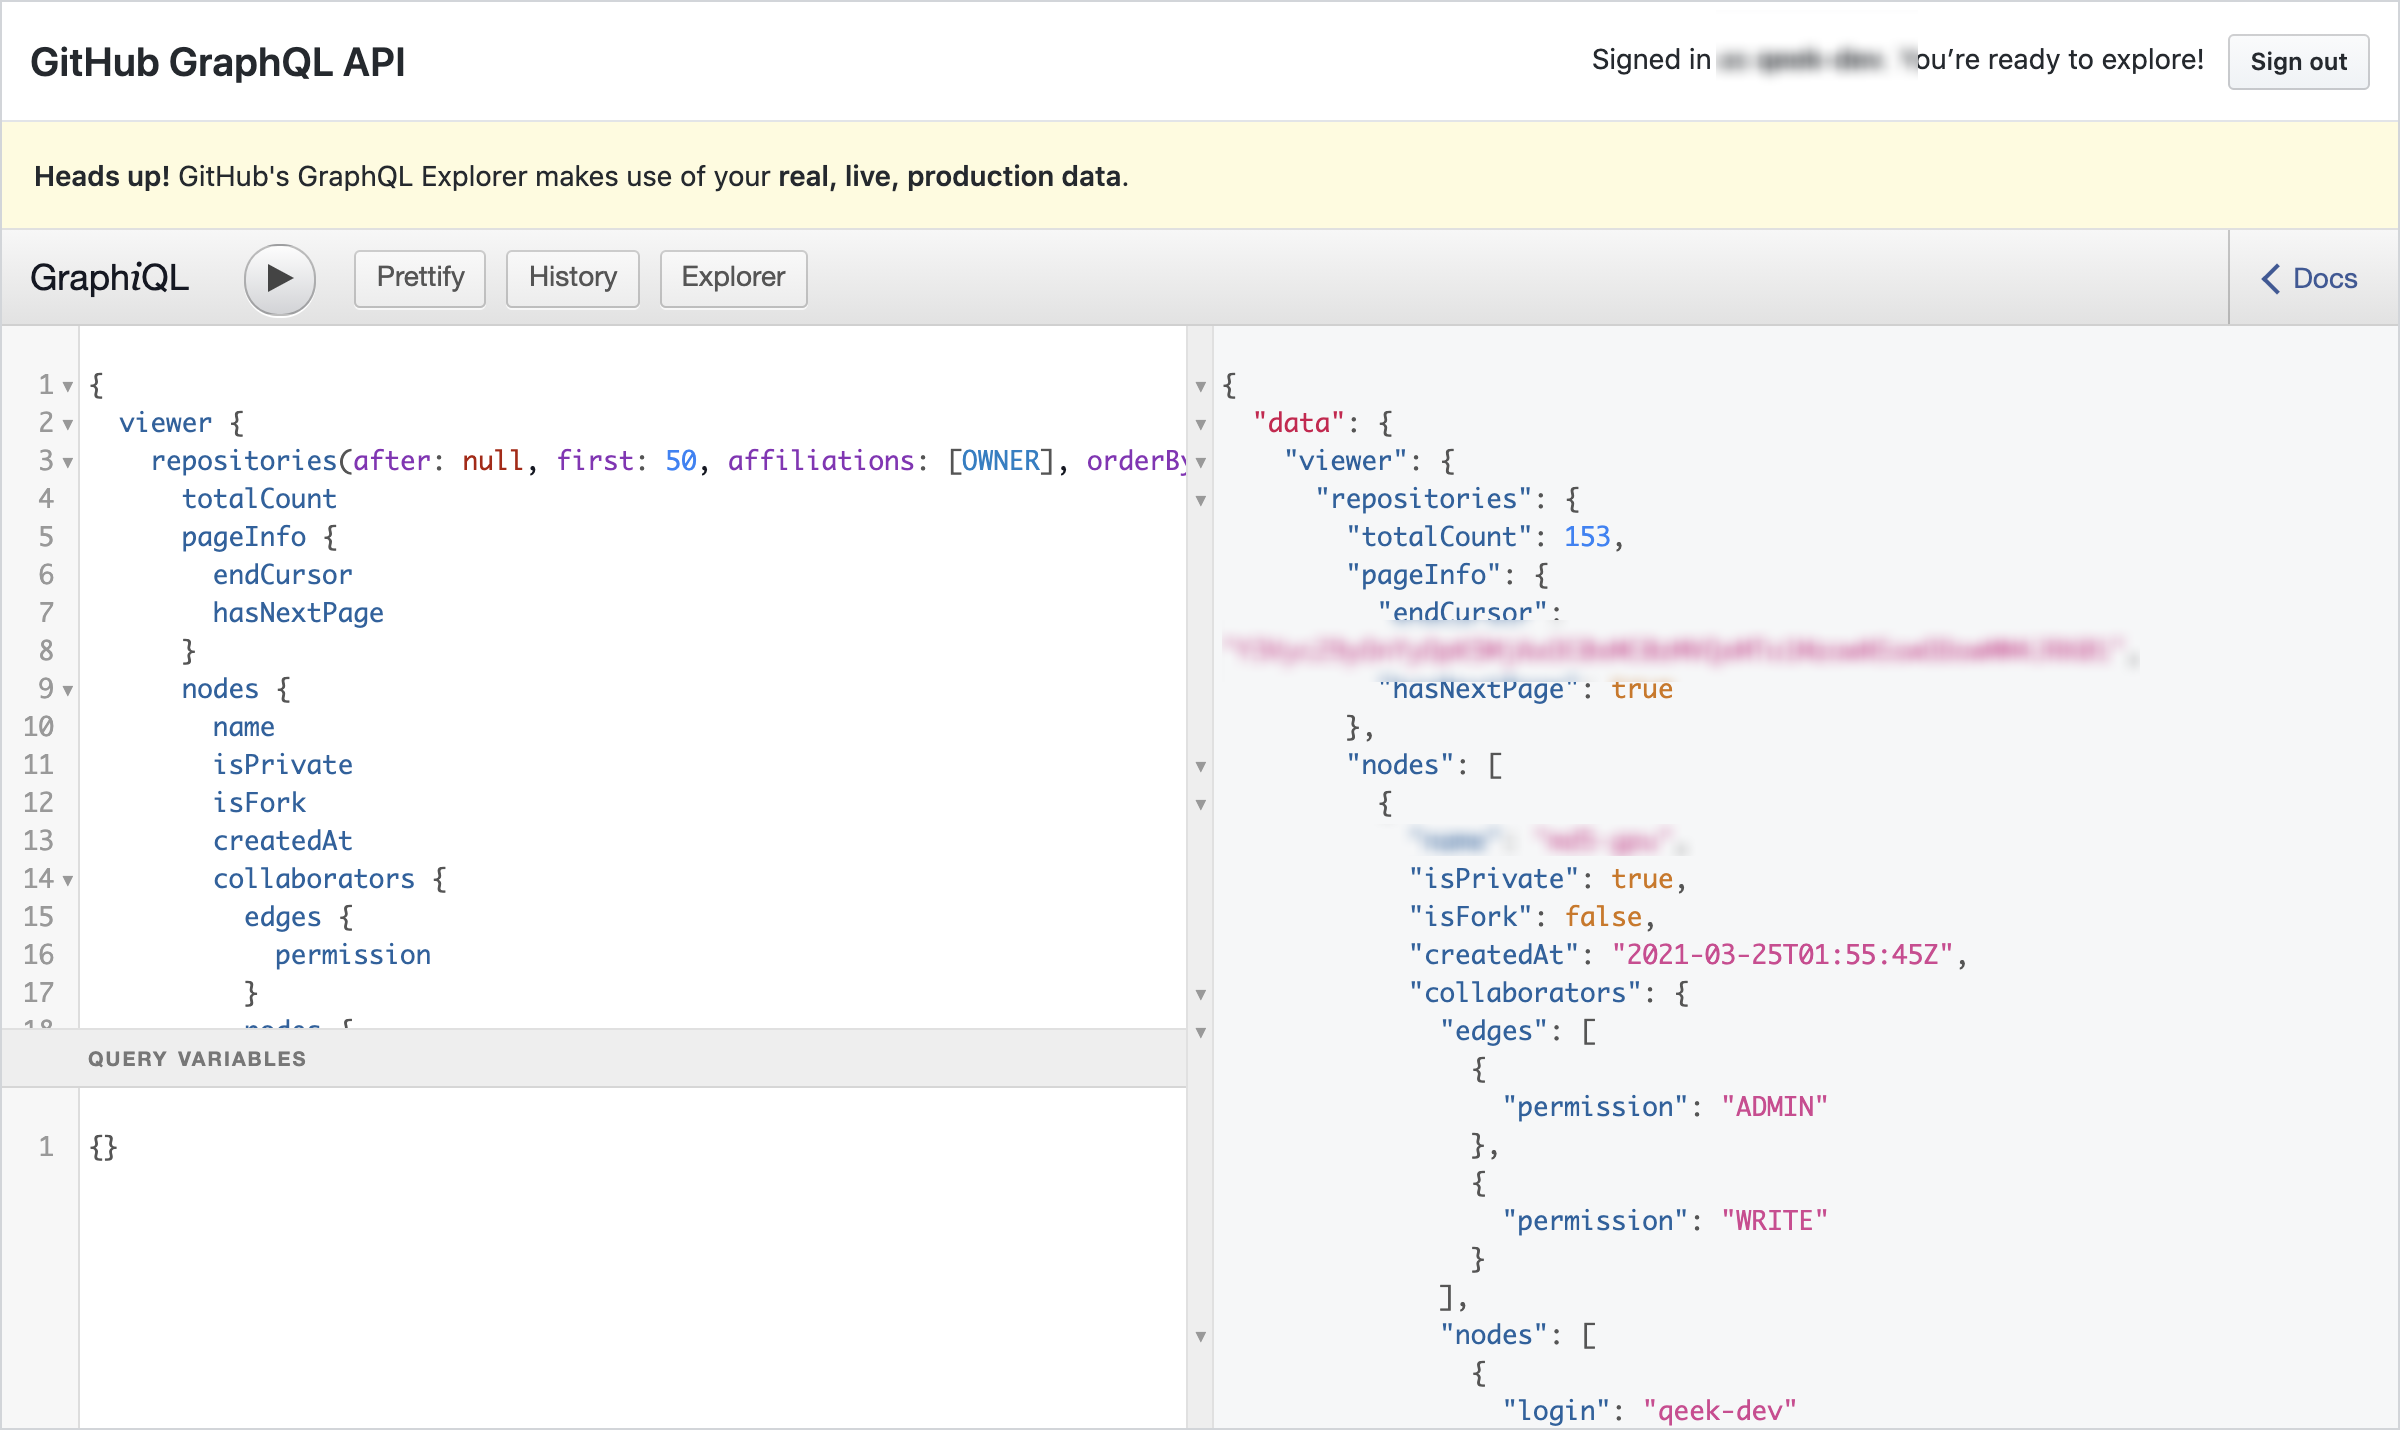 GitHub GraphQL API
Signed in ou’re ready to explore!
Sign out
Heads up! GitHub's GraphQL Explorer makes use of your real, live, production data.
GraphiQL
Prettify
History
Explorer
Docs
1 {
2 viewer {
3 repositories(after: null, first: 50, affiliations: [OWNER], orderBy
4 totalCount
5 pageInfo {
6 endCursor
7 hasNextPage
8 }
9 nodes {
10 name
11 isPrivate
12 isFork
13 createdAt
14 collaborators {
15 edges {
16 permission
17 }
18 nodes {
QUERY VARIABLES
1 {}
{
"data": {
"viewer": {
"repositories": {
"totalCount": 153,
"pageInfo": {
"endCursor":
"hasNextPage": true
},
"nodes": [
{
"isPrivate": true,
"isFork": false,
"createdAt": "2021-03-25T01:55:45Z",
"collaborators": {
"edges": [
{
"permission": "ADMIN"
},
{
"permission": "WRITE"
}
],
"nodes": [
{
"login": "qeek-dev"